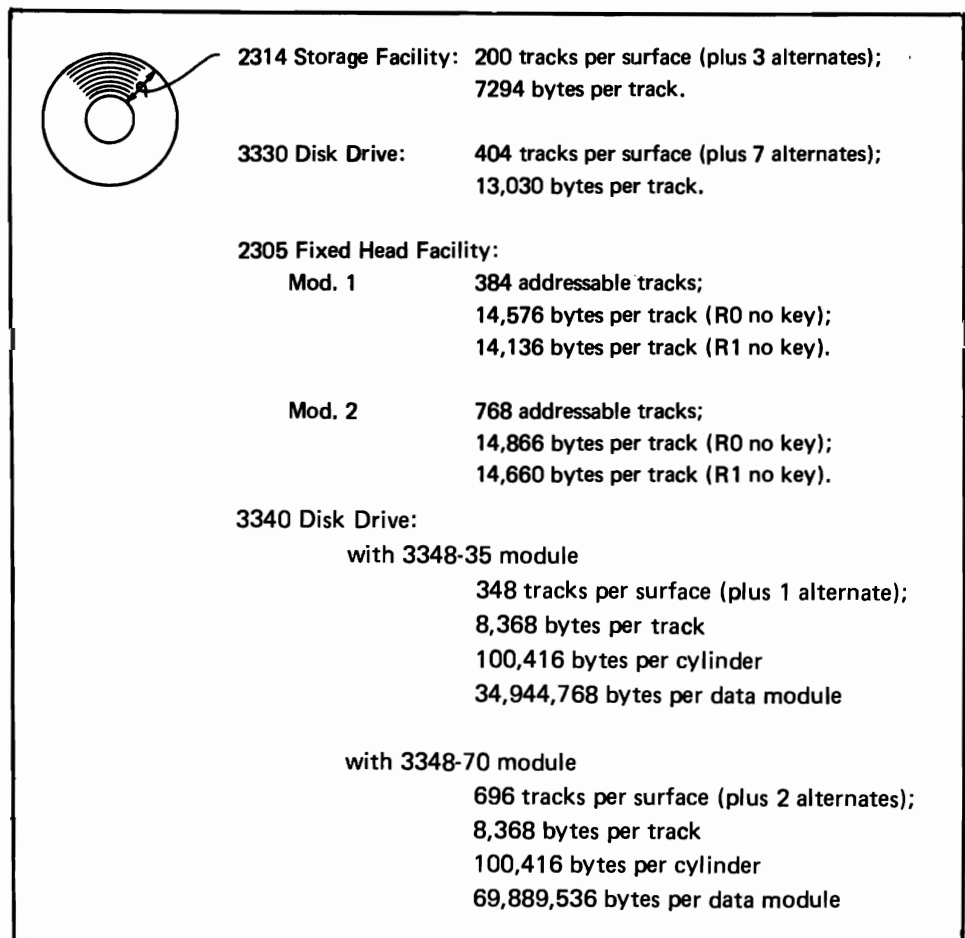 2314 Storage Facility: 200 tracks per surface (plus 3 alternates);
7294 bytes per track.
3330 Disk Drive: 404 tracks per surface (plus 7 alternates);
13,030 bytes per track.
2305 Fixed Head Facility:
Mod. 1 384 addressable tracks;
14,576 bytes per track (R0 no key);
14,136 bytes per track (R1 no key).
Mod. 2 768 addressable tracks;
14,866 bytes per track (R0 no key);
14,660 bytes per track (R1 no key).
3340 Disk Drive:
with 3348-35 module
348 tracks per surface (plus 1 alternate);
8,368 bytes per track
100,416 bytes per cylinder
34,944,768 bytes per data module
with 3348-70 module
696 tracks per surface (plus 2 alternates);
8,368 bytes per track
100,416 bytes per cylinder
69,889,536 bytes per data module